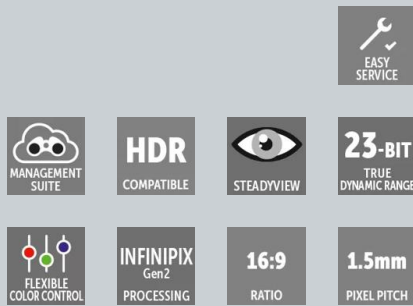 EASY
SERVICE
MANAGEMENT
SUITE
HDR
COMPATIBLE
STEADYVIEW
23-BIT
TRUE
DYNAMIC RANGE
FLEXIBLE
COLOR CONTROL
INFINIPIX
Gen2
PROCESSING
16:9
RATIO
1.5mm
PIXEL PITCH